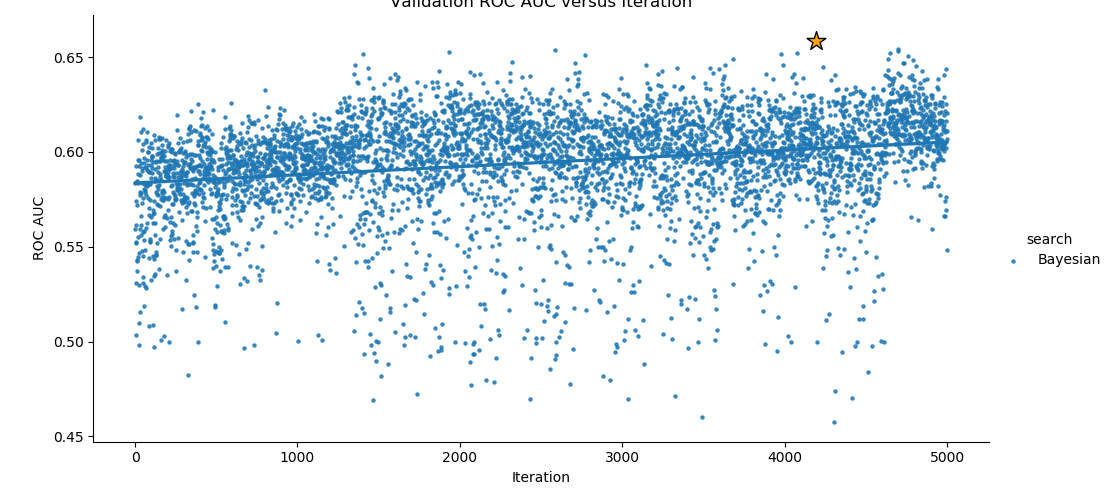 Validation ROC AUC versus Iteration
0.65
0.60
0.55
0.50
0.45
ROC AUC
0
1000
2000
3000
4000
5000
Iteration
search
Bayesian